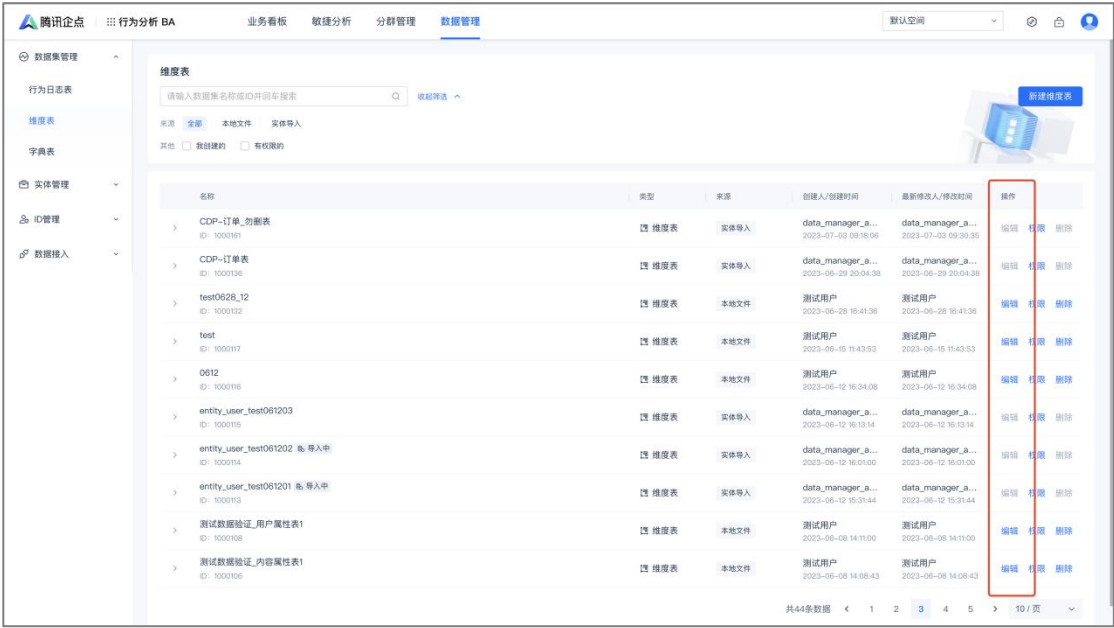 腾讯企点 行为分析 BA 业务看板 敏捷分析 分群管理 数据管理 默认空间
数据集管理
行为日志表
维度表
字典表
实体管理
ID管理
数据接入
维度表
请输入数据集名称或ID并回车搜索 收起筛选 新建维度表
来源 全部 本地文件 实体导入
其他 我创建的 有权限的
名称 类型 来源 创建人/创建时间 最新修改人/修改时间 操作
CDP-订单_勿删表 维度表 实体导入 data_manager_a... data_manager_a... 编辑 权限 删除
ID: 1000161 2023-07-03 09:18:06 2023-07-03 09:30:35
CDP-订单表 维度表 实体导入 data_manager_a... data_manager_a... 编辑 权限 删除
ID: 1000136 2023-06-29 20:04:38 2023-06-29 20:04:38
test0628_12 维度表 本地文件 测试用户 测试用户 编辑 权限 删除
ID: 1000132 2023-06-28 16:41:36 2023-06-28 16:41:36
test 维度表 本地文件 测试用户 测试用户 编辑 权限 删除
ID: 1000117 2023-06-15 11:43:53 2023-06-15 11:43:53
0612 维度表 本地文件 测试用户 测试用户 编辑 权限 删除
ID: 1000116 2023-06-12 16:34:08 2023-06-12 16:34:08
entity_user_test061203 维度表 实体导入 data_manager_a... data_manager_a... 编辑 权限 删除
ID: 1000115 2023-06-12 16:13:14 2023-06-12 16:13:14
entity_user_test061202 导入中 维度表 实体导入 data_manager_a... data_manager_a... 编辑 权限 删除
ID: 1000114 2023-06-12 16:01:00 2023-06-12 16:01:00
entity_user_test061201 导入中 维度表 实体导入 data_manager_a... data_manager_a... 编辑 权限 删除
ID: 1000113 2023-06-12 15:31:44 2023-06-12 15:31:44
测试数据验证_用户属性表1 维度表 本地文件 测试用户 测试用户 编辑 权限 删除
ID: 1000108 2023-06-08 14:11:00 2023-06-08 14:11:00
测试数据验证_内容属性表1 维度表 本地文件 测试用户 测试用户 编辑 权限 删除
ID: 1000106 2023-06-08 14:08:43 2023-06-08 14:08:43
共44条数据 1 2 3 4 5 10 / 页